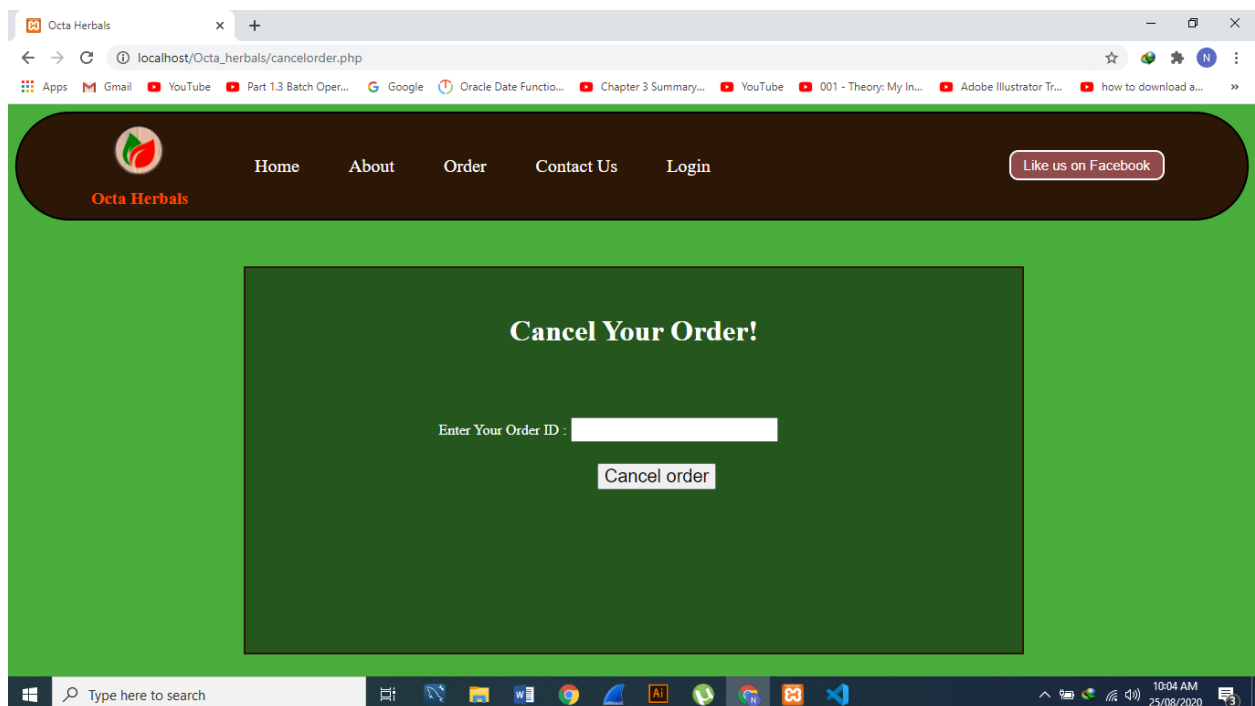 Octa Herbals
localhost/Octa_herbals/cancelorder.php
N
Apps Gmail YouTube Part 1.3 Batch Oper... Google Oracle Date Functio... Chapter 3 Summary... YouTube 001 - Theory: My In... Adobe Illustrator Tr... how to download a... »
Home About Order Contact Us Login Like us on Facebook
Octa Herbals
Cancel Your Order!
Enter Your Order ID :
Cancel order
Type here to search
W
Ai
N
10:04 AM
25/08/2020
3